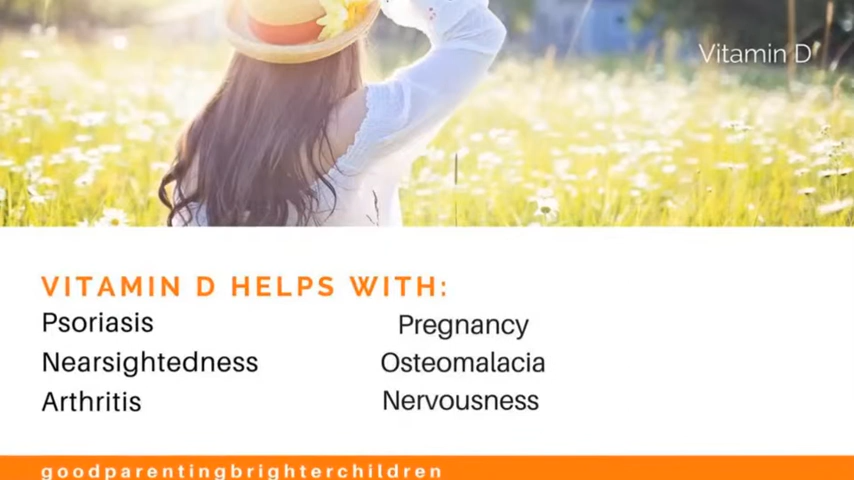 Vitamin D
VITAMIN D HELPS WITH:
Psoriasis
Nearsightedness
Arthritis
Pregnancy
Osteomalacia
Nervousness
goodparentingbrighterchildren